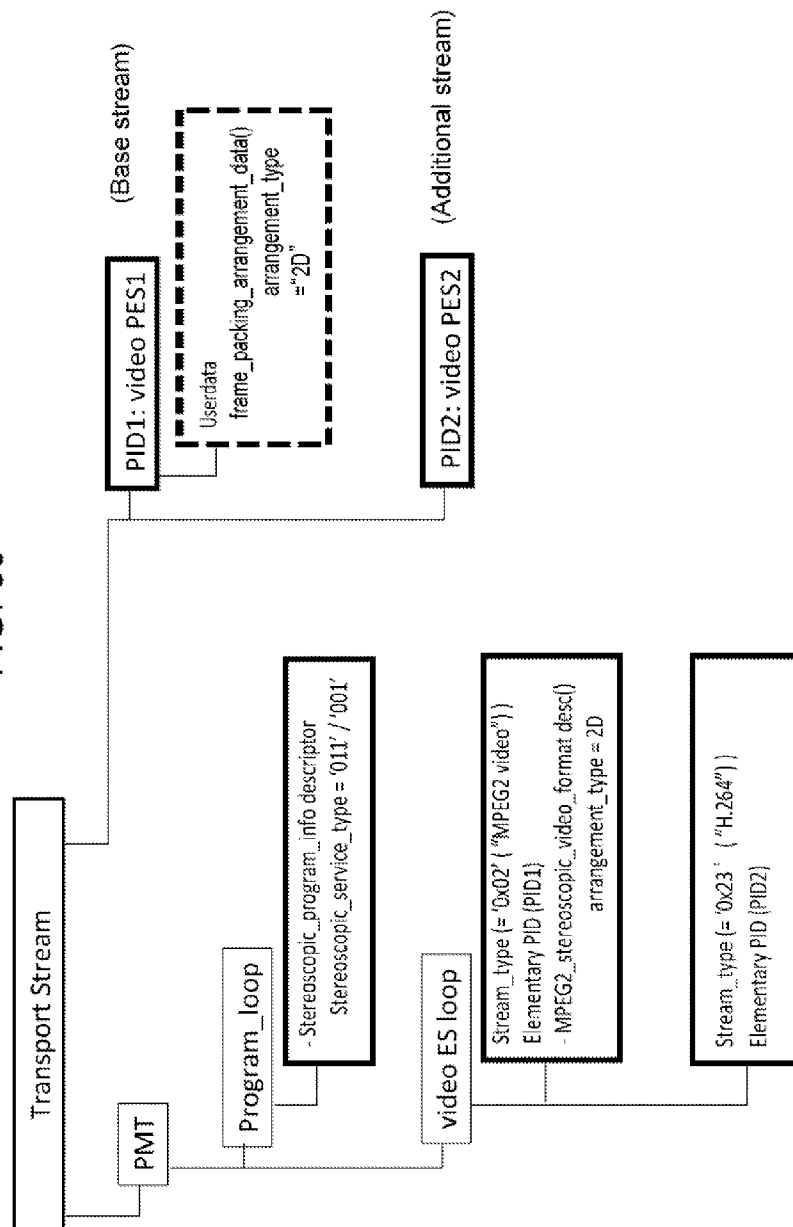 Transport Stream
PMT
Program_loop
- Stereoscopic_program_info descriptor
Stereoscopic_service_type = '011' / '001'
video ES loop
Stream_type (= '0x02' ( "MPEG2 video") )
Elementary PID (PID1)
- MPEG2_stereoscopic_video_format desc()
arrangement_type = 2D
Stream_type (= '0x23 ' ( "H.264") )
Elementary PID (PID2)
PID1: video PES1
(Base stream)
Userdata
frame_packing_arrangement_data()
arrangement_type
="2D"
PID2: video PES2
(Additional stream)